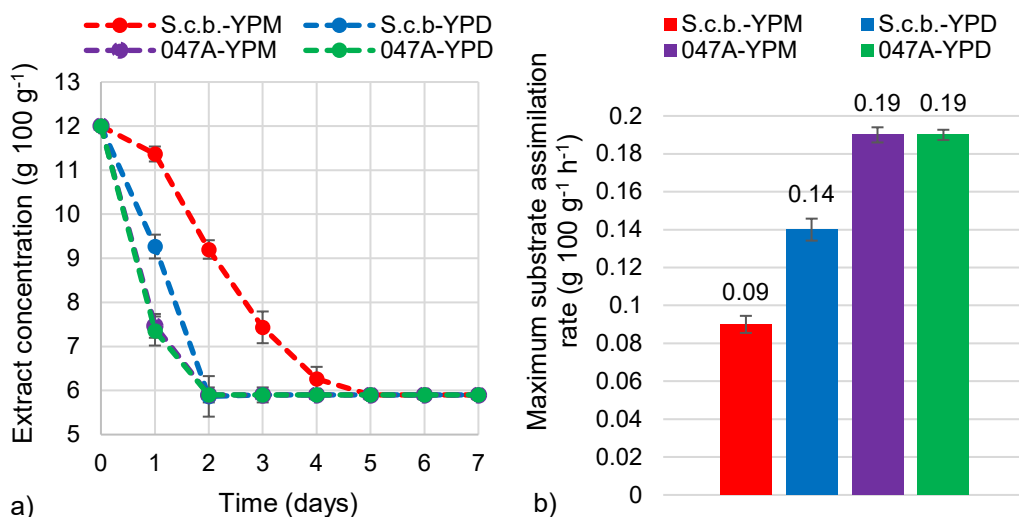 S.c.b.-YPM S.c.b-YPD
047A-YPM 047A-YPD
Extract concentration (g 100 g⁻¹)
13
12
11
10
9
8
7
6
5
0 1 2 3 4 5 6 7
Time (days)
a)
S.c.b.-YPM S.c.b-YPD
047A-YPM 047A-YPD
Maximum substrate assimilation
rate (g 100 g⁻¹ h⁻¹)
0.2
0.18
0.16
0.14
0.12
0.1
0.08
0.06
0.04
0.02
0
0.09
0.14
0.19
0.19
b)